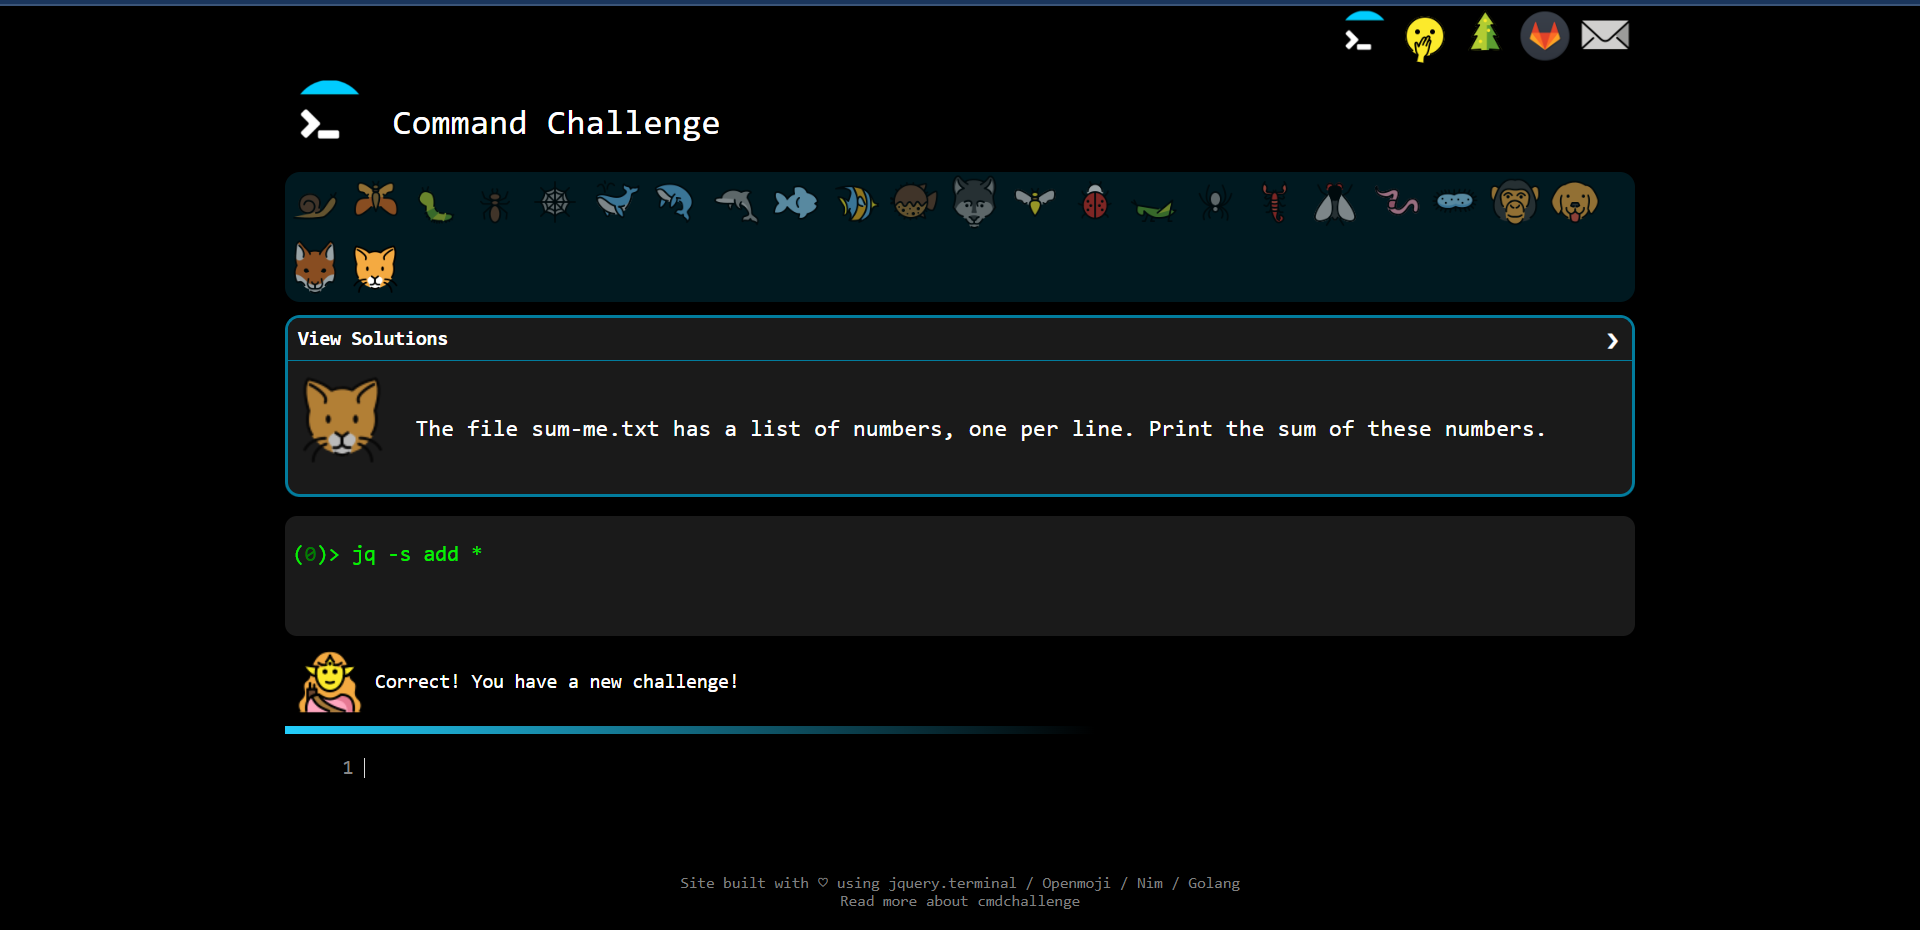 Command Challenge
View Solutions
The file sum-me.txt has a list of numbers, one per line. Print the sum of these numbers.
(0)> jq -s add *
Correct! You have a new challenge!
1
Site built with ♡ using jquery.terminal / Openmoji / Nim / Golang
Read more about cmdchallenge